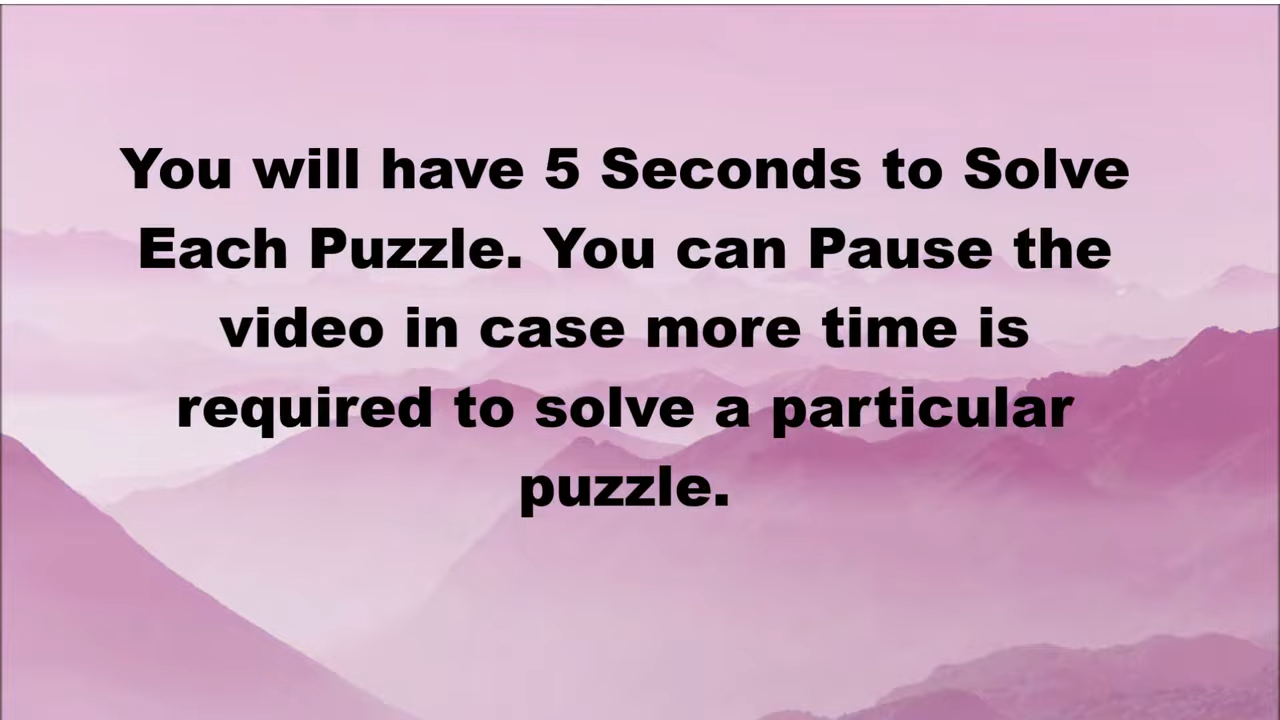 You will have 5 Seconds to Solve
Each Puzzle. You can Pause the
video in case more time is
required to solve a particular
puzzle.